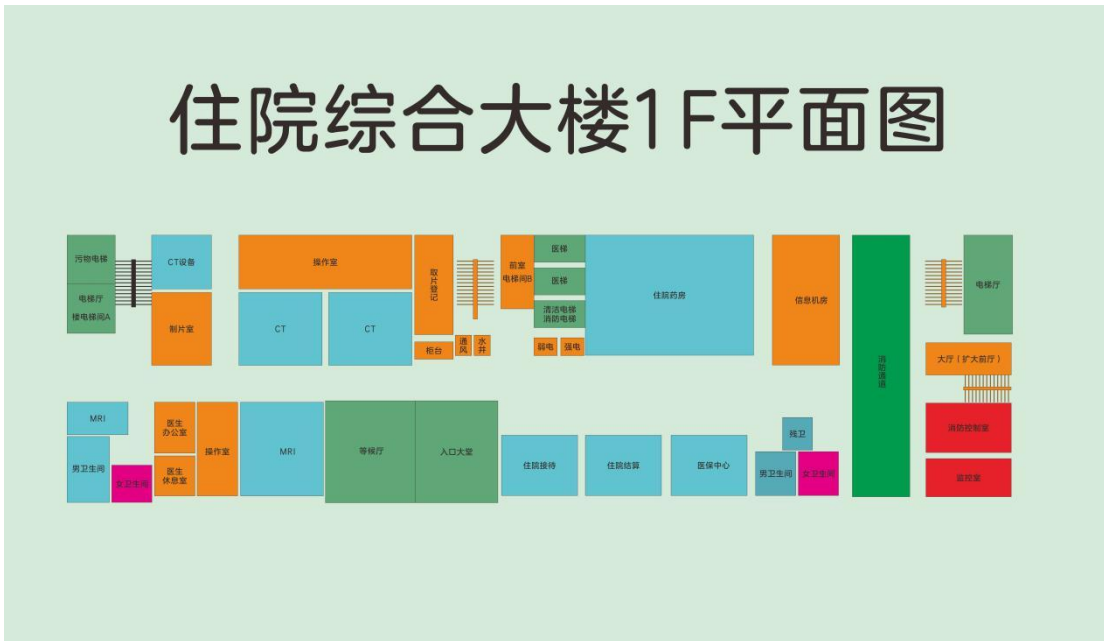 住院综合大楼1F平面图
污物电梯
电梯厅
楼电梯间A
CT设备
制片室
操作室
CT
CT
取片登记
柜台
通风
水井
前室
电梯间B
医梯
医梯
清洁电梯
消防电梯
弱电
强电
住院药房
信息机房
消防通道
电梯厅
大厅（扩大前厅）
消防控制室
监控室
MRI
男卫生间
女卫生间
医生
办公室
医生
休息室
操作室
MRI
等候厅
入口大堂
住院接待
住院结算
医保中心
残卫
男卫生间
女卫生间